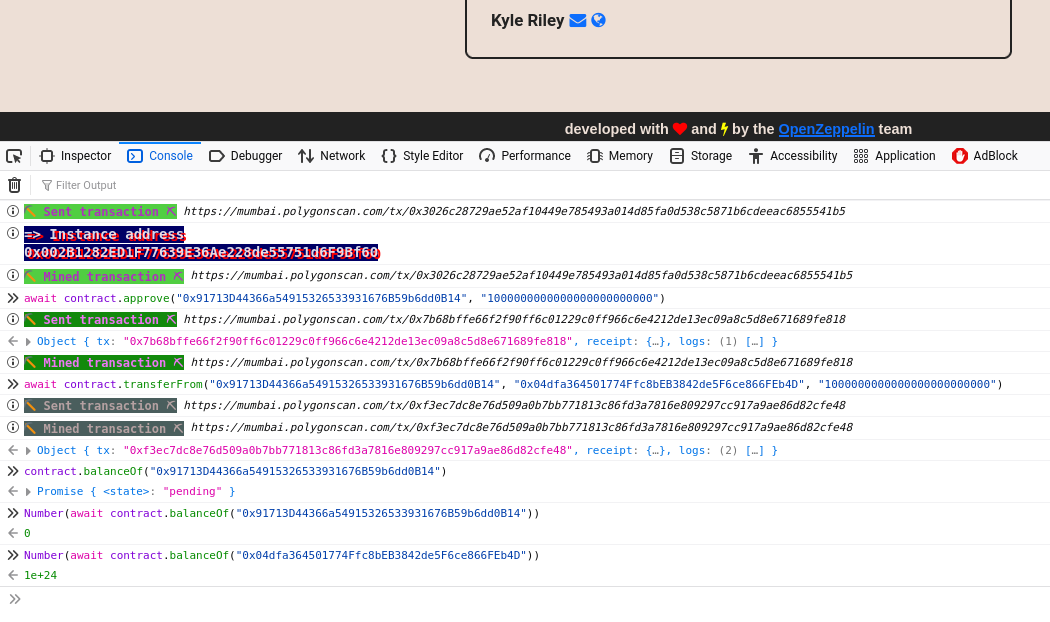 Kyle Riley
developed with and by the OpenZeppelin team
Inspector Console Debugger Network Style Editor Performance Memory Storage Accessibility Application AdBlock
Filter Output
Sent transaction https://mumbai.polygonscan.com/tx/0x3026c28729ae52af10449e785493a014d85fa0d538c5871b6cdeeac6855541b5
=> Instance address
0x002B1282ED1F77639E36Ae228de55751d6F9Bf60
Mined transaction https://mumbai.polygonscan.com/tx/0x3026c28729ae52af10449e785493a014d85fa0d538c5871b6cdeeac6855541b5
await contract.approve("0x91713D44366a54915326533931676B59b6dd0B14", "1000000000000000000000000")
Sent transaction https://mumbai.polygonscan.com/tx/0x7b68bffe66f2f90ff6c01229c0ff966c6e4212de13ec09a8c5d8e671689fe818
Object { tx: "0x7b68bffe66f2f90ff6c01229c0ff966c6e4212de13ec09a8c5d8e671689fe818", receipt: {…}, logs: (1) […] }
Mined transaction https://mumbai.polygonscan.com/tx/0x7b68bffe66f2f90ff6c01229c0ff966c6e4212de13ec09a8c5d8e671689fe818
await contract.transferFrom("0x91713D44366a54915326533931676B59b6dd0B14", "0x04dfa364501774Ffc8bEB3842de5F6ce866FEb4D", "1000000000000000000000000")
Sent transaction https://mumbai.polygonscan.com/tx/0xf3ec7dc8e76d509a0b7bb771813c86fd3a7816e809297cc917a9ae86d82cfe48
Mined transaction https://mumbai.polygonscan.com/tx/0xf3ec7dc8e76d509a0b7bb771813c86fd3a7816e809297cc917a9ae86d82cfe48
Object { tx: "0xf3ec7dc8e76d509a0b7bb771813c86fd3a7816e809297cc917a9ae86d82cfe48", receipt: {…}, logs: (2) […] }
contract.balanceOf("0x91713D44366a54915326533931676B59b6dd0B14")
Promise { <state>: "pending" }
Number(await contract.balanceOf("0x91713D44366a54915326533931676B59b6dd0B14"))
0
Number(await contract.balanceOf("0x04dfa364501774Ffc8bEB3842de5F6ce866FEb4D"))
1e+24